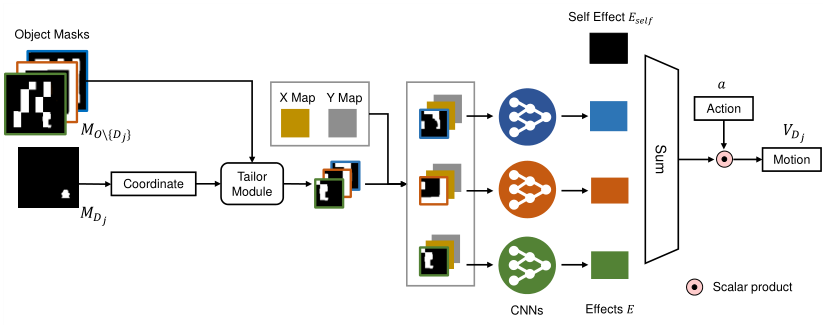 Object Masks
M_{O\{D_j}}
M_{D_j}
Coordinate
Tailor
Module
X Map Y Map
CNNs
Self Effect E_{self}
Effects E
Sum
a
Action
V_{D_j}
Motion
Scalar product